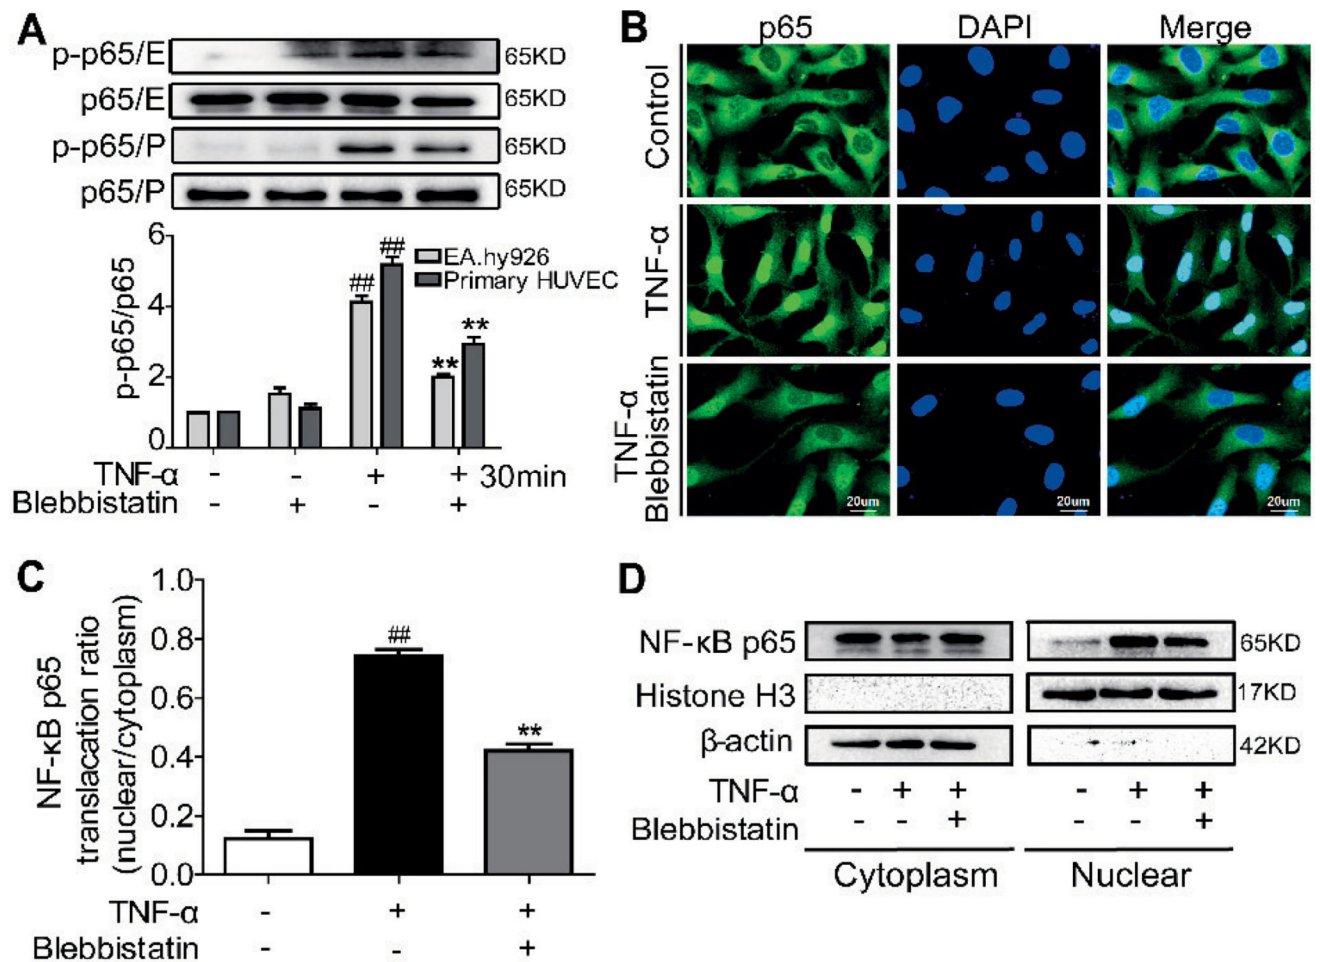 A
p-p65/E 65KD
p65/E 65KD
p-p65/P 65KD
p65/P 65KD
p-p65/p65
6
4
2
0
## ## ** **
EA.hy926
Primary HUVEC
TNF-α - - + + 30min
Blebbistatin - + - +
B
p65 DAPI Merge
Control
TNF-α
TNF-α
Blebbistatin
20um 20um 20um
C
NF-κB p65
translacation ratio
(nuclear/cytoplasm)
1.0
0.8
0.6
0.4
0.2
0.0
## **
TNF-α - + +
Blebbistatin - - +
D
NF-κB p65 65KD
Histone H3 17KD
β-actin 42KD
TNF-α - + + - + +
Blebbistatin - - + - - +
Cytoplasm Nuclear